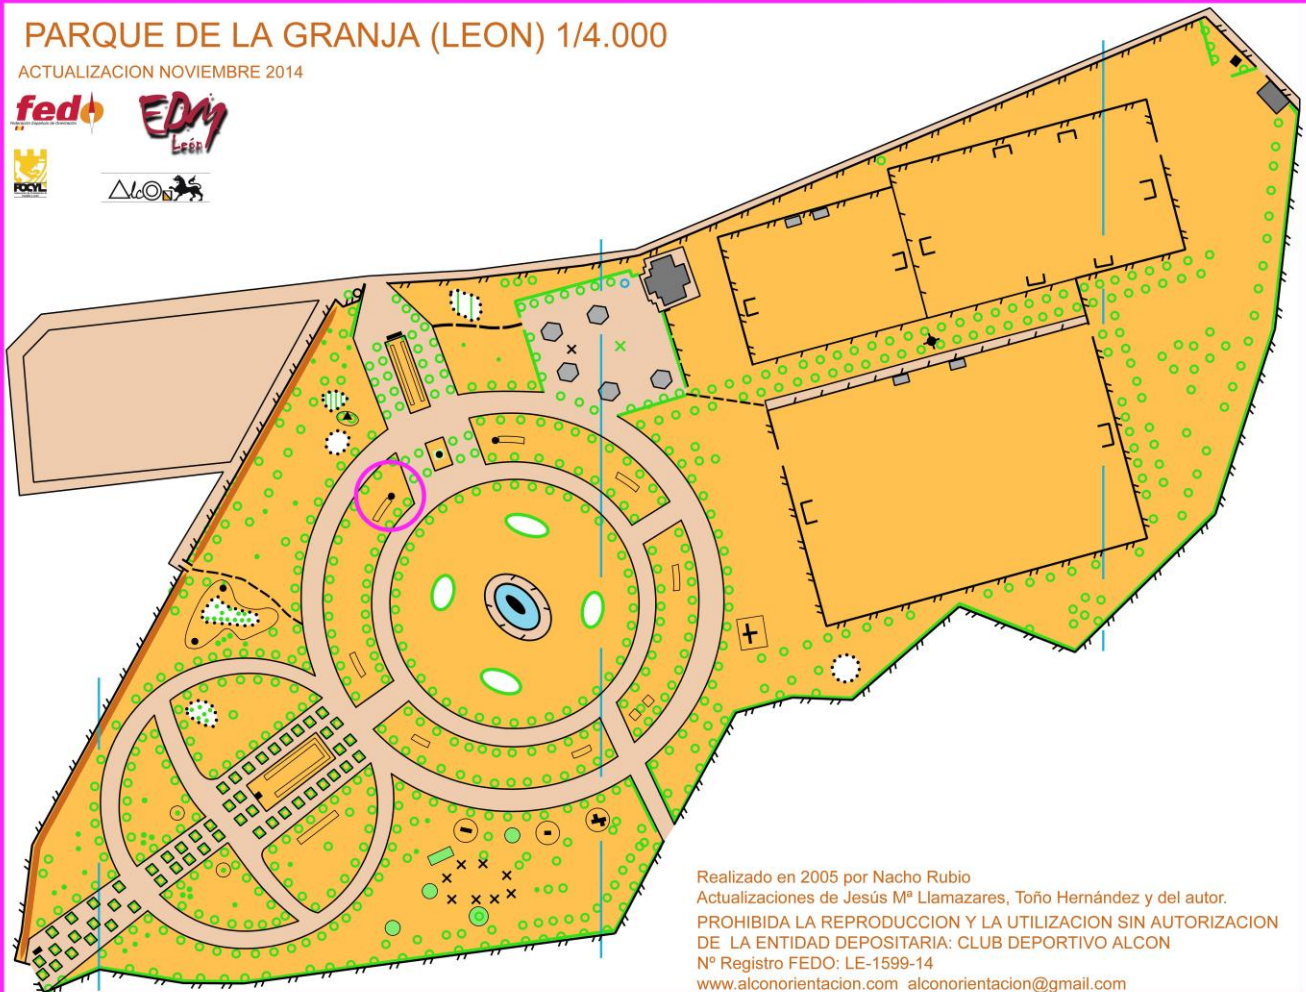 PARQUE DE LA GRANJA (LEON) 1/4.000
ACTUALIZACION NOVIEMBRE 2014
fedo
EDM
León
FOCYL
AlcOn
Realizado en 2005 por Nacho Rubio
Actualizaciones de Jesús Mª Llamazares, Toño Hernández y del autor.
PROHIBIDA LA REPRODUCCION Y LA UTILIZACION SIN AUTORIZACION
DE LA ENTIDAD DEPOSITARIA: CLUB DEPORTIVO ALCON
Nº Registro FEDO: LE-1599-14
www.alconorientacion.com alconorientacion@gmail.com